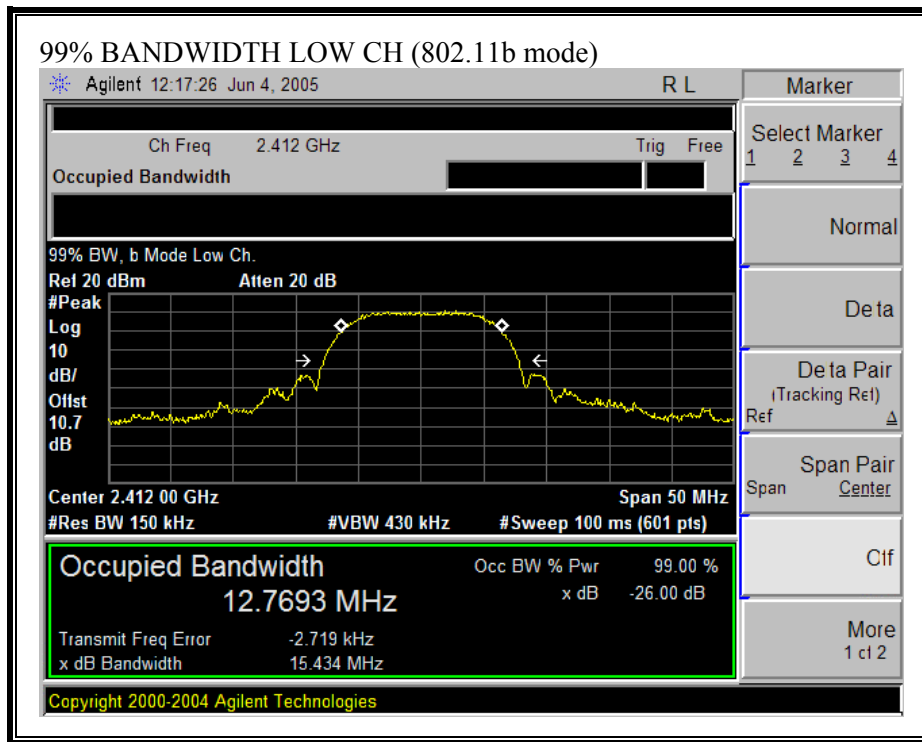 99% BANDWIDTH LOW CH (802.11b mode)
Agilent 12:17:26 Jun 4, 2005 R L
Marker
Ch Freq 2.412 GHz Trig Free
Occupied Bandwidth
Select Marker
1 2 3 4
Normal
De ta
De ta Pair
(Tracking Ref)
Ref Δ
Span Pair
Span Center
Off
More
1 of 2
99% BW, b Mode Low Ch.
Ref 20 dBm Atten 20 dB
#Peak
Log
10
dB/
Offst
10.7
dB
Center 2.412 00 GHz Span 50 MHz
#Res BW 150 kHz #VBW 430 kHz #Sweep 100 ms (601 pts)
Occupied Bandwidth
12.7693 MHz
Occ BW % Pwr 99.00 %
x dB -26.00 dB
Transmit Freq Error -2.719 kHz
x dB Bandwidth 15.434 MHz
Copyright 2000-2004 Agilent Technologies